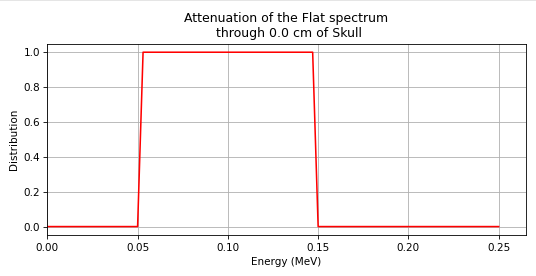 Attenuation of the Flat spectrum
through 0.0 cm of Skull
Distribution
1.0
0.8
0.6
0.4
0.2
0.0
0.00 0.05 0.10 0.15 0.20 0.25
Energy (MeV)